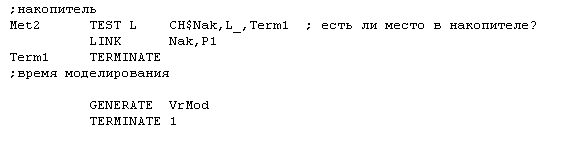 ;накопитель
Met2 TEST L CH$Nak,L_,Term1 ; есть ли место в накопителе?
LINK Nak,P1
Term1 TERMINATE
;время моделирования
GENERATE VrMod
TERMINATE 1